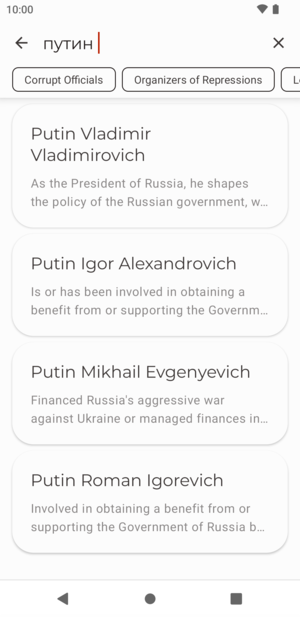 10:00
путин
Corrupt Officials
Organizers of Repressions
Putin Vladimir
Vladimirovich
As the President of Russia, he shapes
the policy of the Russian government, w…
Putin Igor Alexandrovich
Is or has been involved in obtaining a
benefit from or supporting the Governm…
Putin Mikhail Evgenyevich
Financed Russia's aggressive war
against Ukraine or managed finances in…
Putin Roman Igorevich
Involved in obtaining a benefit from or
supporting the Government of Russia b…